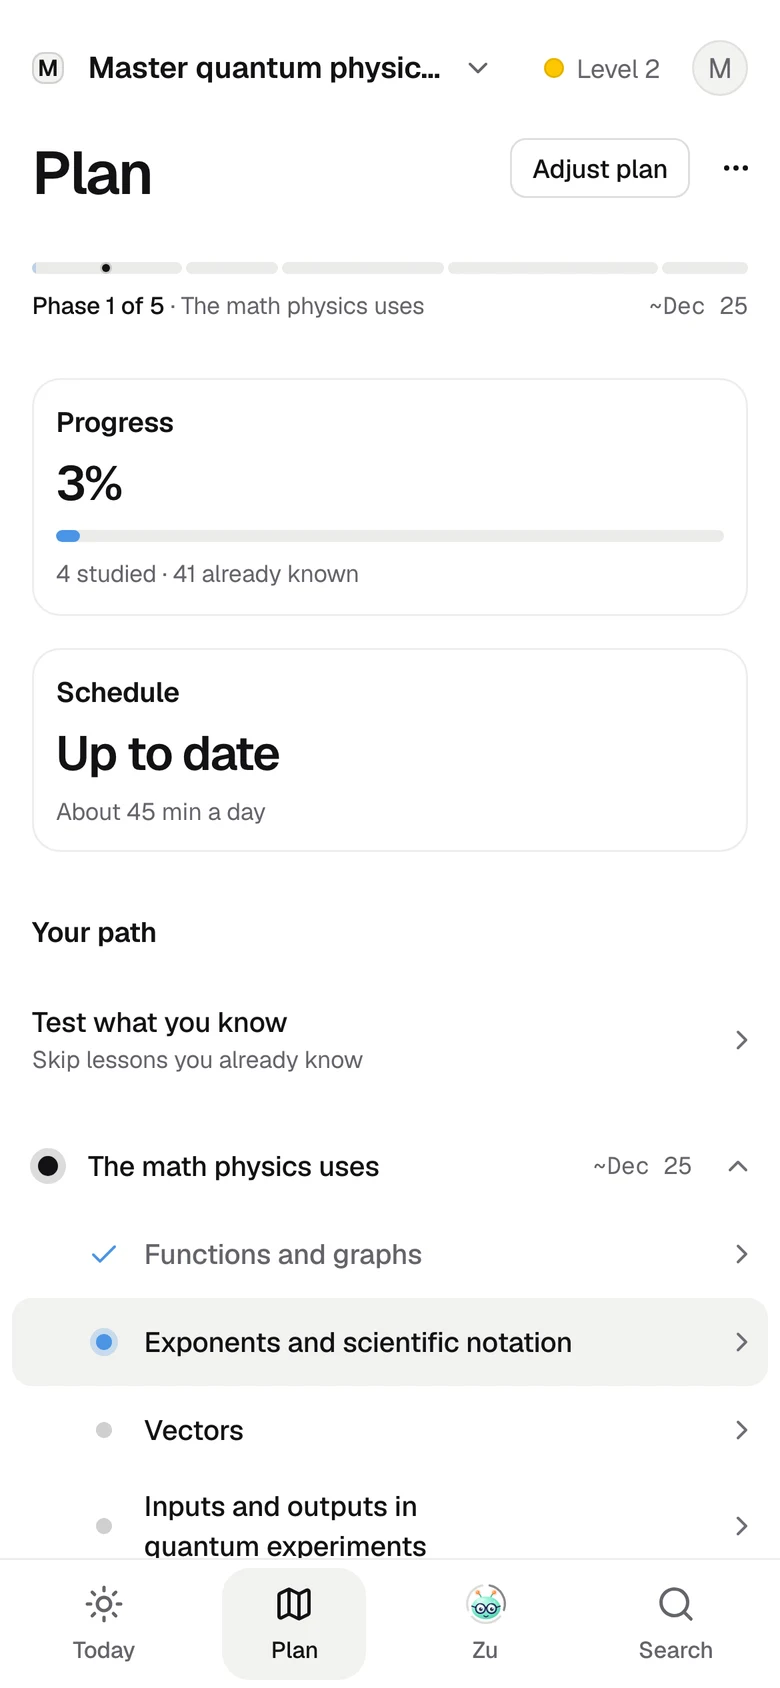 M Master quantum physic... Level 2 M
Plan
Adjust plan
Phase 1 of 5 · The math physics uses
~Dec 25
Progress
3%
4 studied · 41 already known
Schedule
Up to date
About 45 min a day
Your path
Test what you know
Skip lessons you already know
The math physics uses
~Dec 25
Functions and graphs
Exponents and scientific notation
Vectors
Inputs and outputs in
quantum experiments
Today
Plan
Zu
Search